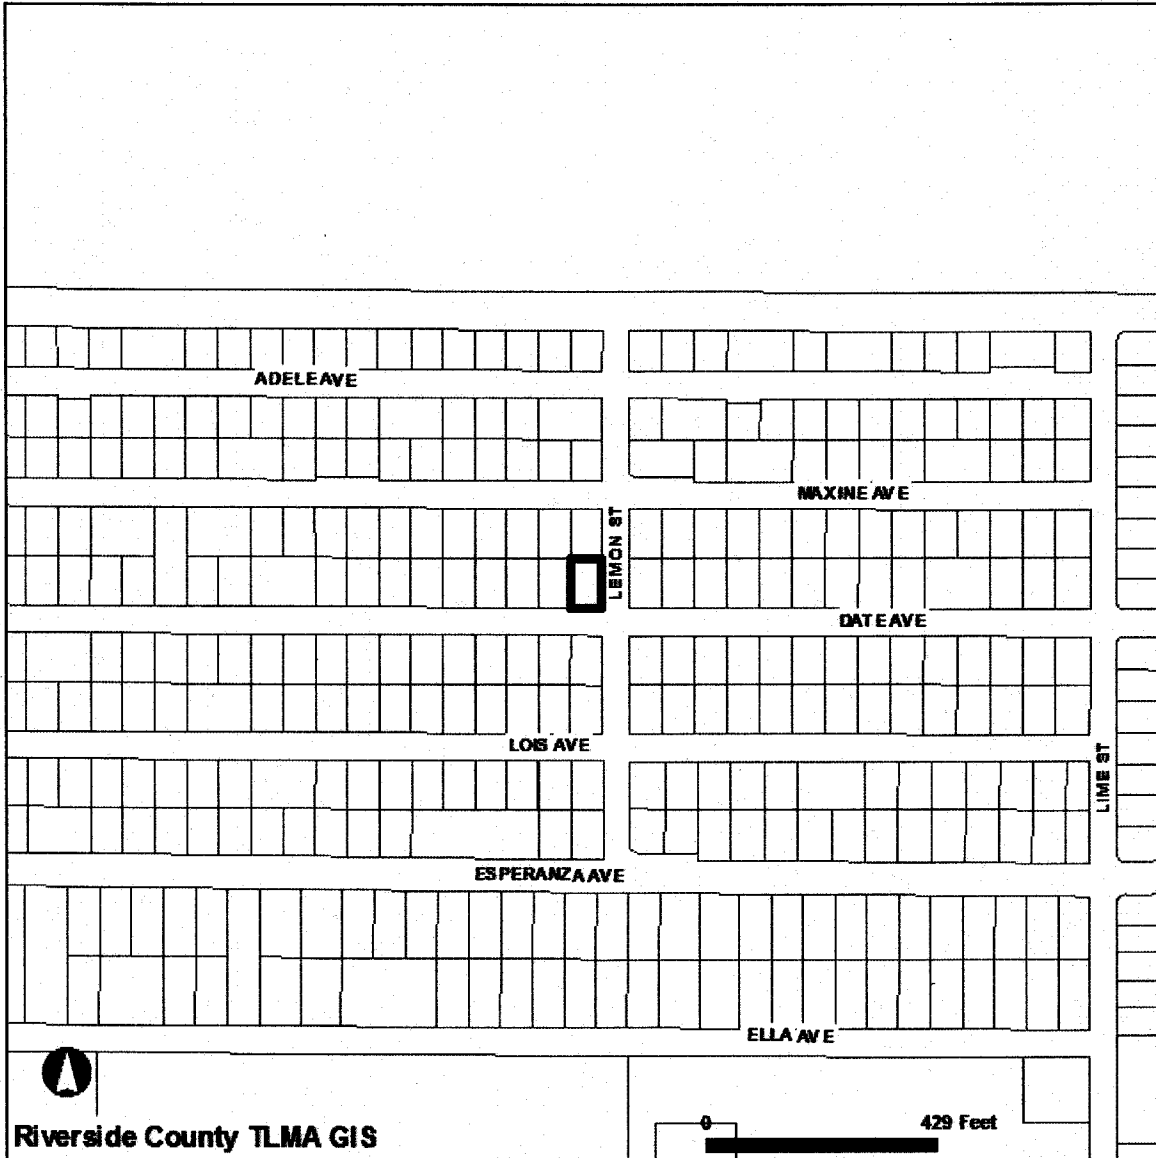 ADELE AVE
MAXINE AVE
LEMON ST
DATE AVE
LOIS AVE
LIME ST
ESPERANZA AVE
ELLA AVE
0 429 Feet
Riverside County TLMA GIS